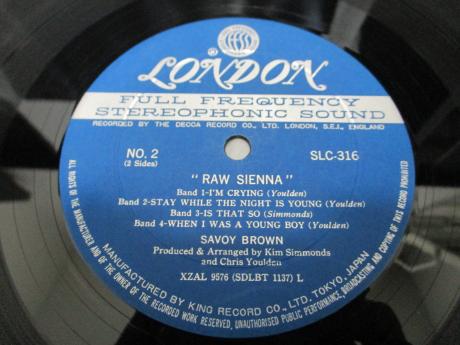 ffss
LONDON
®
FULL FREQUENCY
STEREOPHONIC SOUND
RECORDED BY THE DECCA RECORD CO., LTD. LONDON, S.E.I., ENGLAND
NO. 2
(2 Sides)
SLC-316
"RAW SIENNA"
Band 1-I'M CRYING (Youlden)
Band 2-STAY WHILE THE NIGHT IS YOUNG (Youlden)
Band 3-IS THAT SO (Simmonds)
Band 4-WHEN I WAS A YOUNG BOY (Youlden)
SAVOY BROWN
Produced & Arranged by Kim Simmonds
and Chris Youlden
XZAL 9576 (SDLBT 1137) L
MANUFACTURED BY KING RECORD CO., LTD. TOKYO, JAPAN
ALL RIGHTS OF THE MANUFACTURER AND OF THE OWNER OF THE RECORDED WORK RESERVED, UNAUTHORISED PUBLIC PERFORMANCE, BROADCASTING AND COPYING OF THIS RECORD PROHIBITED